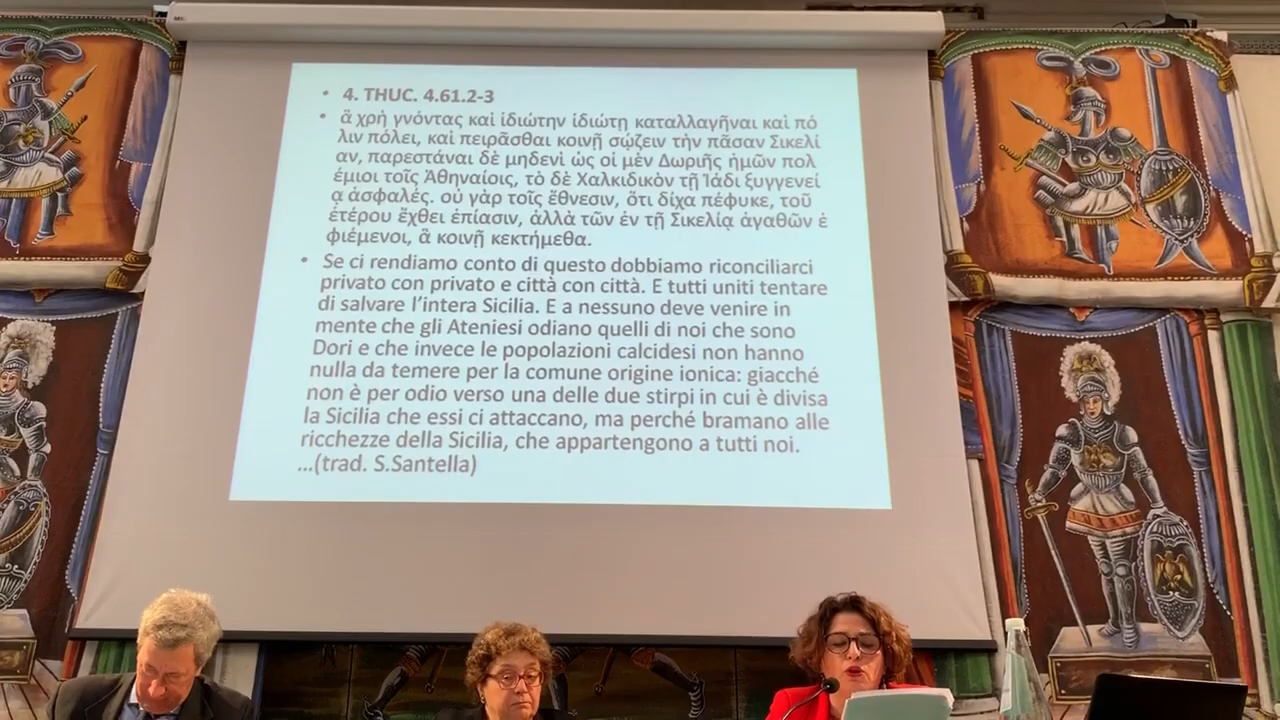 • 4. THUC. 4.61.2-3
• ἃ χρὴ γνόντας καὶ ἰδιώτην ἰδιώτῃ καταλλαγῆναι καὶ πό
λιν πόλει, καὶ πειρᾶσθαι κοινῇ σῴζειν τὴν πᾶσαν Σικελί
αν, παρεστάναι δὲ μηδενὶ ὡς οἱ μὲν Δωριῆς ἡμῶν πολ
έμιοι τοῖς Ἀθηναίοις, τὸ δὲ Χαλκιδικὸν τῇ Ἰάδι ξυγγενεί
ᾳ ἀσφαλές. οὐ γὰρ τοῖς ἔθνεσιν, ὅτι δίχα πέφυκε, τοῦ
ἑτέρου ἔχθει ἐπίασιν, ἀλλὰ τῶν ἐν τῇ Σικελίᾳ ἀγαθῶν ἐ
φιέμενοι, ἃ κοινῇ κεκτήμεθα.
• Se ci rendiamo conto di questo dobbiamo riconciliarci
privato con privato e città con città. E tutti uniti tentare
di salvare l’intera Sicilia. E a nessuno deve venire in
mente che gli Ateniesi odiano quelli di noi che sono
Dori e che invece le popolazioni calcidesi non hanno
nulla da temere per la comune origine ionica: giacché
non è per odio verso una delle due stirpi in cui è divisa
la Sicilia che essi ci attaccano, ma perché bramano alle
ricchezze della Sicilia, che appartengono a tutti noi.
...(trad. S.Santella)